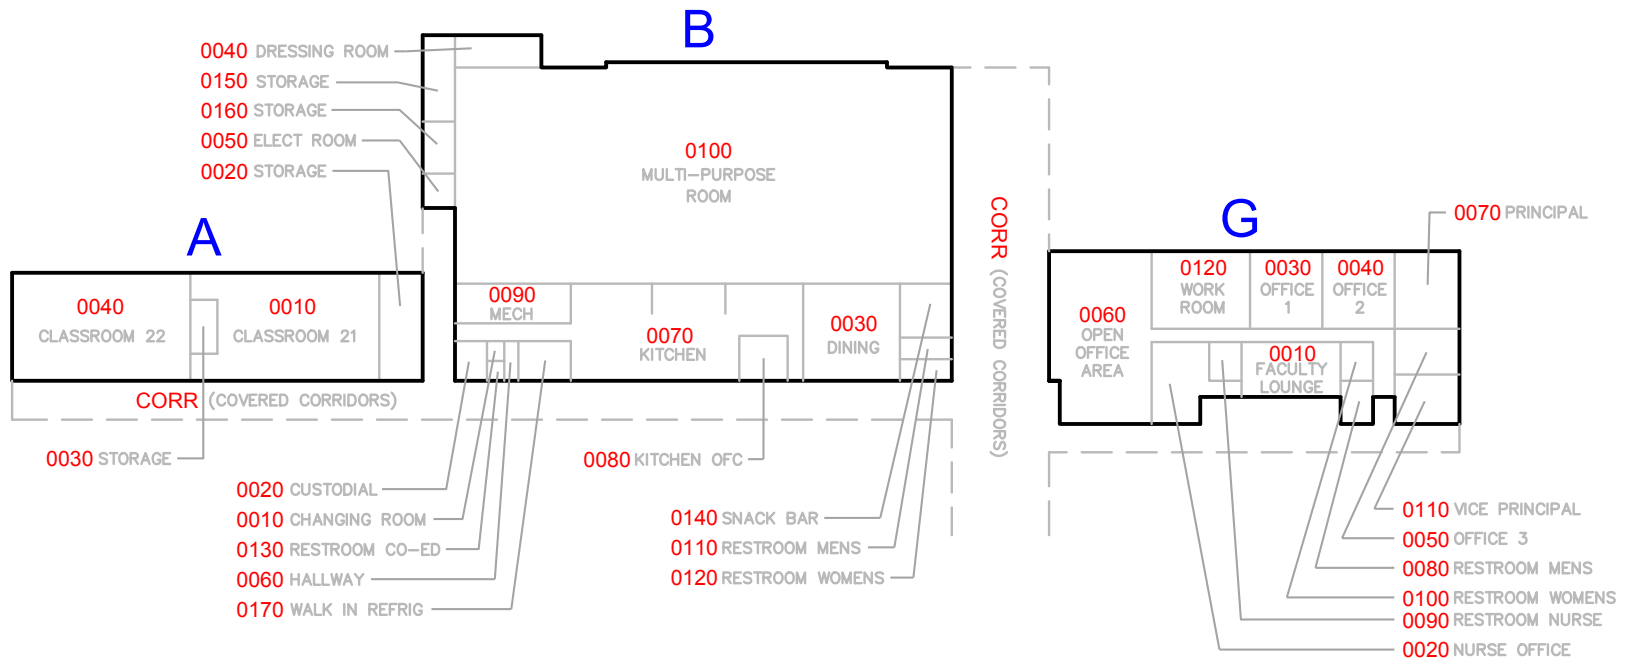 B
0040 DRESSING ROOM
0150 STORAGE
0160 STORAGE
0050 ELECT ROOM
0020 STORAGE
0100
MULTI-PURPOSE
ROOM
A
0040
CLASSROOM 22
0010
CLASSROOM 21
CORR (COVERED CORRIDORS)
0030 STORAGE
0090
MECH
0070
KITCHEN
0030
DINING
0080 KITCHEN OFC
0020 CUSTODIAL
0010 CHANGING ROOM
0130 RESTROOM CO-ED
0060 HALLWAY
0170 WALK IN REFRIG
0140 SNACK BAR
0110 RESTROOM MENS
0120 RESTROOM WOMENS
CORR (COVERED CORRIDORS)
G
0070 PRINCIPAL
0120
WORK
ROOM
0030
OFFICE
1
0040
OFFICE
2
0060
OPEN
OFFICE
AREA
0010
FACULTY
LOUNGE
0110 VICE PRINCIPAL
0050 OFFICE 3
0080 RESTROOM MENS
0100 RESTROOM WOMENS
0090 RESTROOM NURSE
0020 NURSE OFFICE